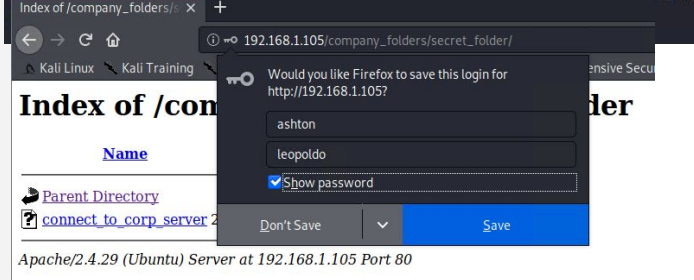 Index of /company_folders/s
192.168.1.105/company_folders/secret_folder/
Kali Linux Kali Training ensive Secu
Would you like Firefox to save this login for
http://192.168.1.105?
Index of /com der
ashton
Name
leopoldo
Show password
Parent Directory
connect_to_corp_server 2
Don't Save
Save
Apache/2.4.29 (Ubuntu) Server at 192.168.1.105 Port 80